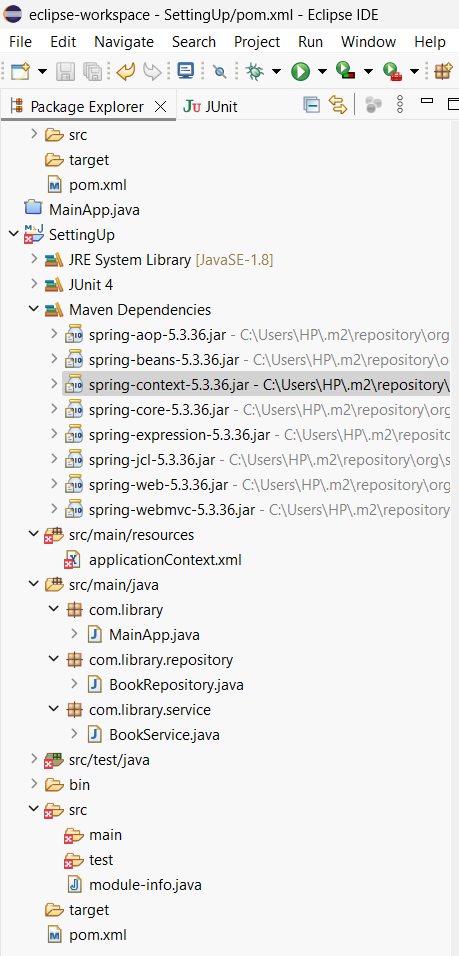 eclipse-workspace - SettingUp/pom.xml - Eclipse IDE
File Edit Navigate Search Project Run Window Help
Package Explorer JUnit
src
target
pom.xml
MainApp.java
SettingUp
JRE System Library [JavaSE-1.8]
JUnit 4
Maven Dependencies
spring-aop-5.3.36.jar - C:\Users\HP\.m2\repository\org
spring-beans-5.3.36.jar - C:\Users\HP\.m2\repository\o
spring-context-5.3.36.jar - C:\Users\HP\.m2\repository\
spring-core-5.3.36.jar - C:\Users\HP\.m2\repository\org
spring-expression-5.3.36.jar - C:\Users\HP\.m2\reposito
spring-jcl-5.3.36.jar - C:\Users\HP\.m2\repository\org\s
spring-web-5.3.36.jar - C:\Users\HP\.m2\repository\org
spring-webmvc-5.3.36.jar - C:\Users\HP\.m2\repository
src/main/resources
applicationContext.xml
src/main/java
com.library
MainApp.java
com.library.repository
BookRepository.java
com.library.service
BookService.java
src/test/java
bin
src
main
test
module-info.java
target
pom.xml